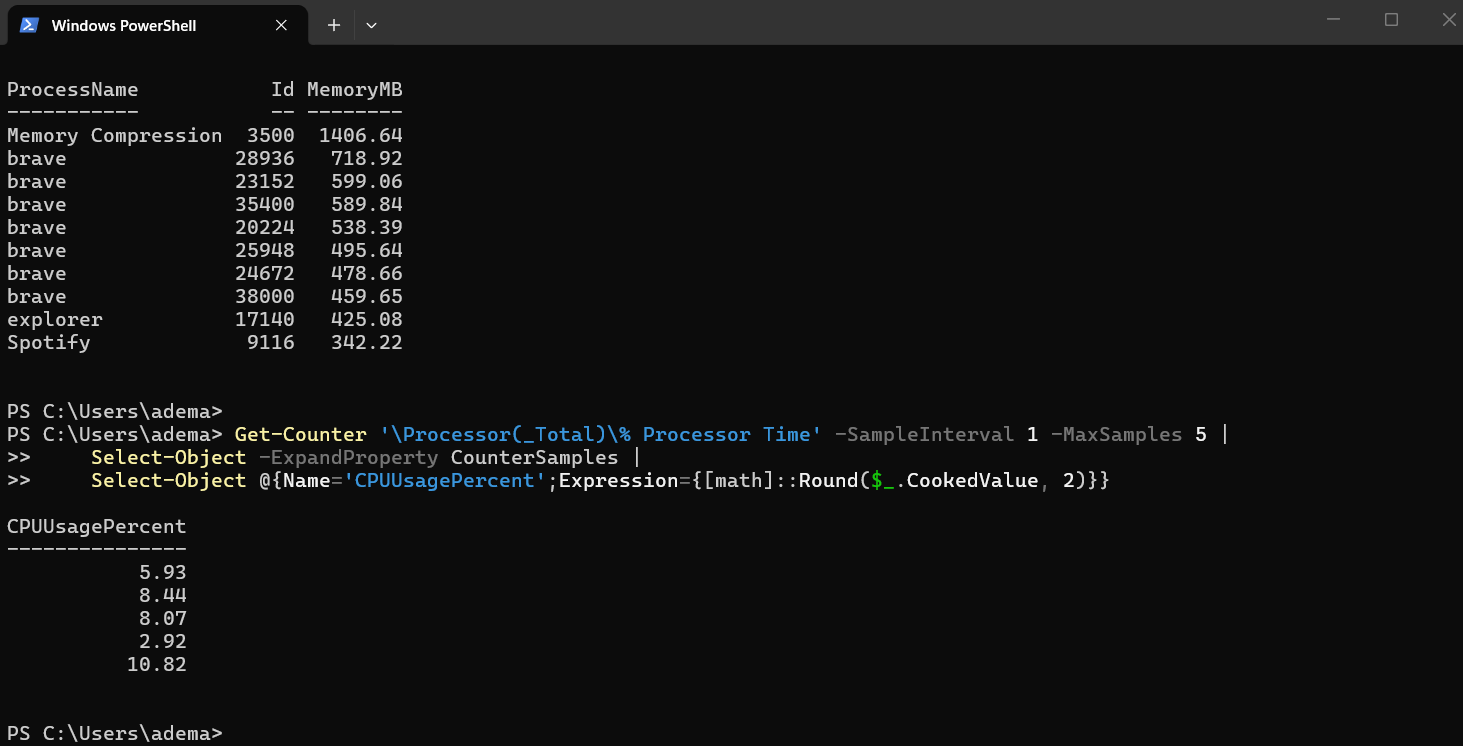 Windows PowerShell
ProcessName           Id MemoryMB
-----------           -- --------
Memory Compression  3500  1406.64
brave              28936   718.92
brave              23152   599.06
brave              35400   589.84
brave              20224   538.39
brave              25948   495.64
brave              24672   478.66
brave              38000   459.65
explorer           17140   425.08
Spotify             9116   342.22
PS C:\Users\adema>
PS C:\Users\adema> Get-Counter '\Processor(_Total)\% Processor Time' -SampleInterval 1 -MaxSamples 5 |
>>     Select-Object -ExpandProperty CounterSamples |
>>     Select-Object @{Name='CPUUsagePercent';Expression={[math]::Round($_.CookedValue, 2)}}
CPUUsagePercent
---------------
           5.93
           8.44
           8.07
           2.92
          10.82
PS C:\Users\adema>